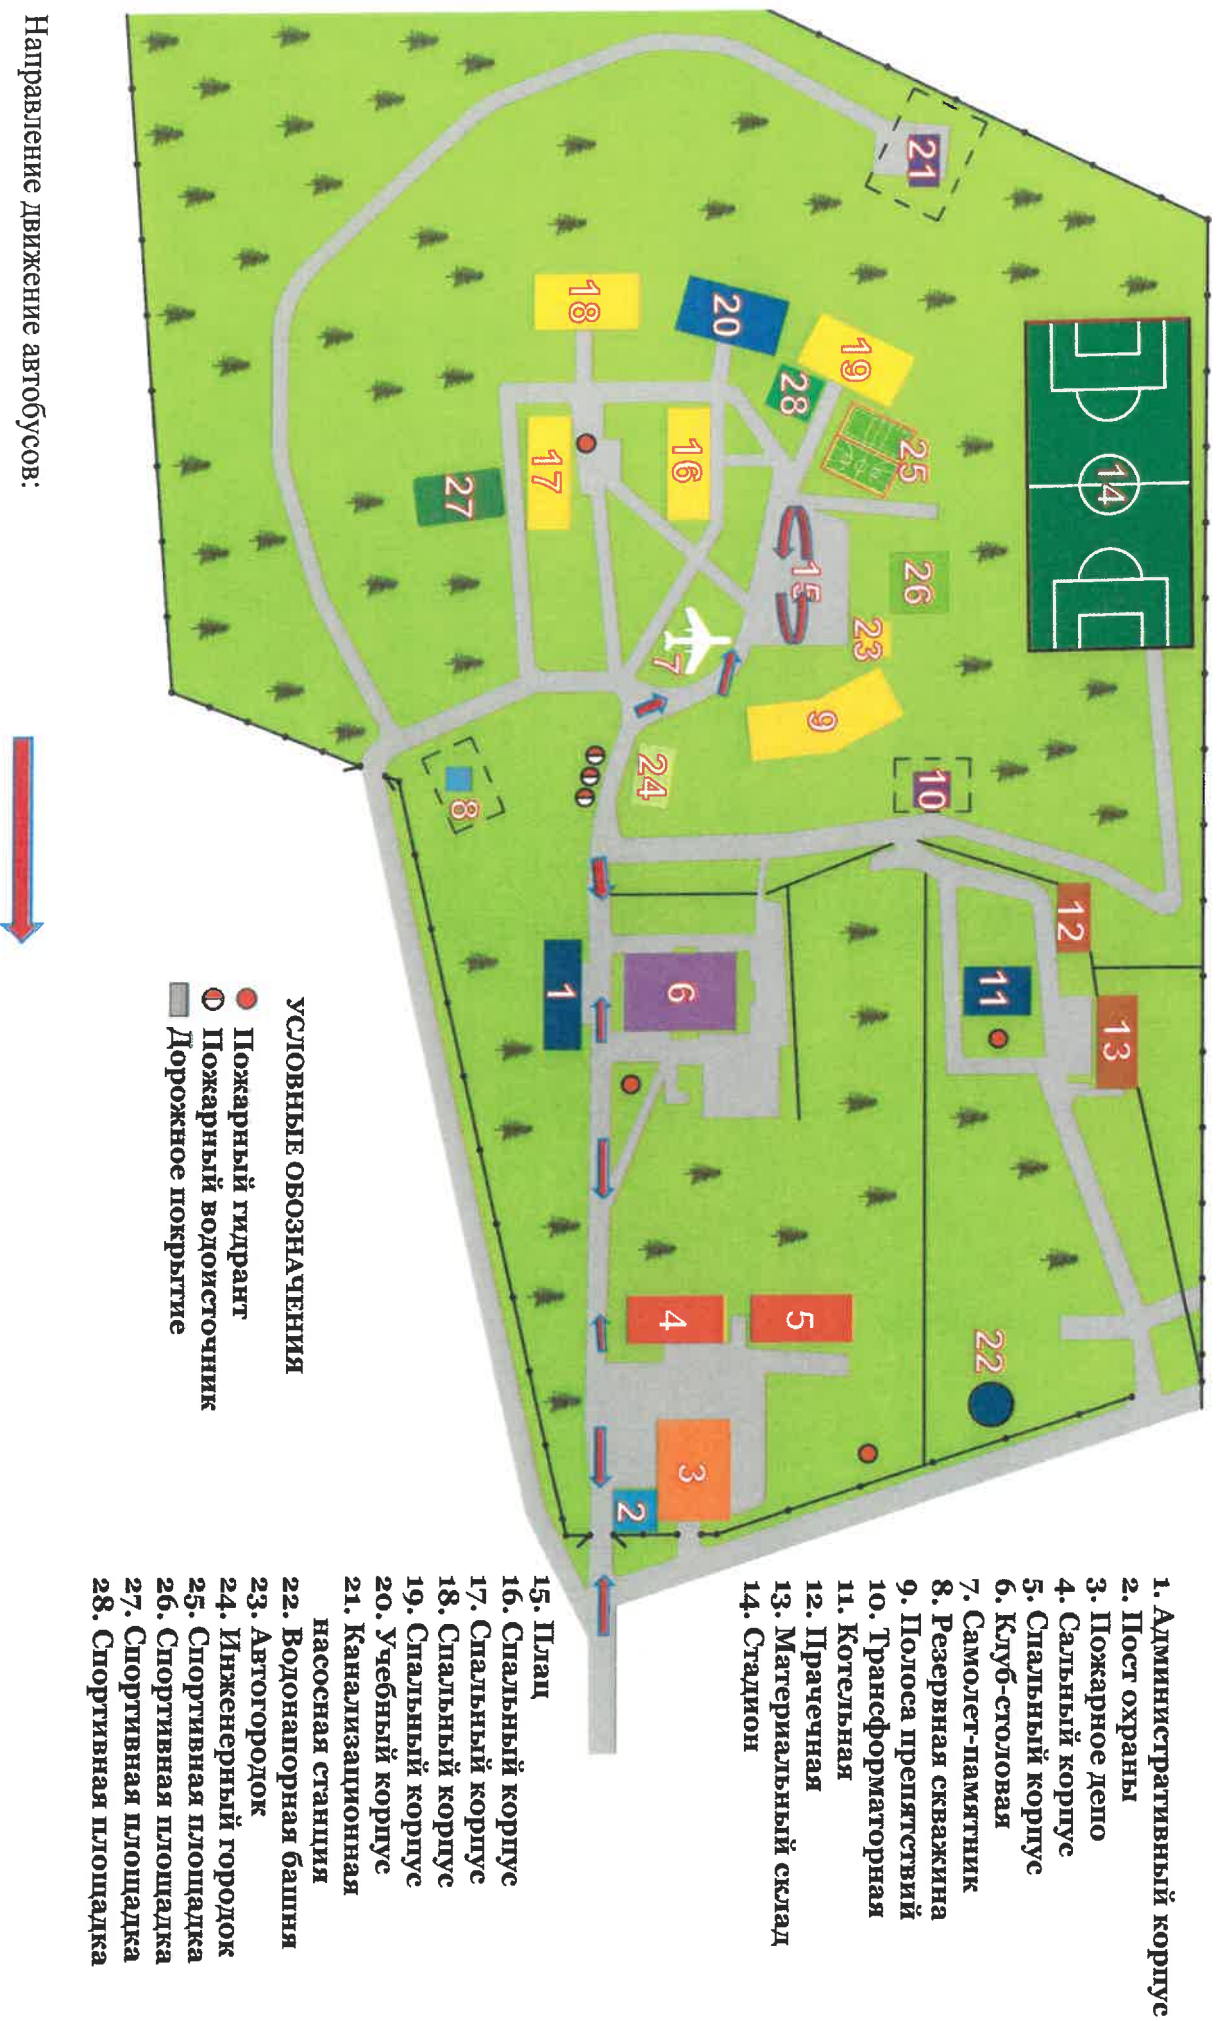 13
14
12
11
22
10
21
26
25
23
19
9
15
5
28
20
16
3
6
7
4
24
2
18
1
17
27
8
1. Административный корпус
2. Пост охраны
3. Пожарное депо
4. Сальный корпус
5. Спальный корпус
6. Клуб-столовая
7. Самолет-памятник
8. Резервная скважина
9. Полоса препятствий
10. Трансформаторная
11. Котельная
12. Прачечная
13. Материальный склад
14. Стадион
15. Плац
16. Спальный корпус
17. Спальный корпус
18. Спальный корпус
19. Спальный корпус
20. Учебный корпус
21. Канализационная
насосная станция
22. Водонапорная башня
23. Автогородок
24. Инженерный городок
25. Спортивная площадка
26. Спортивная площадка
27. Спортивная площадка
28. Спортивная площадка
УСЛОВНЫЕ ОБОЗНАЧЕНИЯ
Пожарный гидрант
Пожарный водоисточник
Дорожное покрытие
Направление движение автобусов: